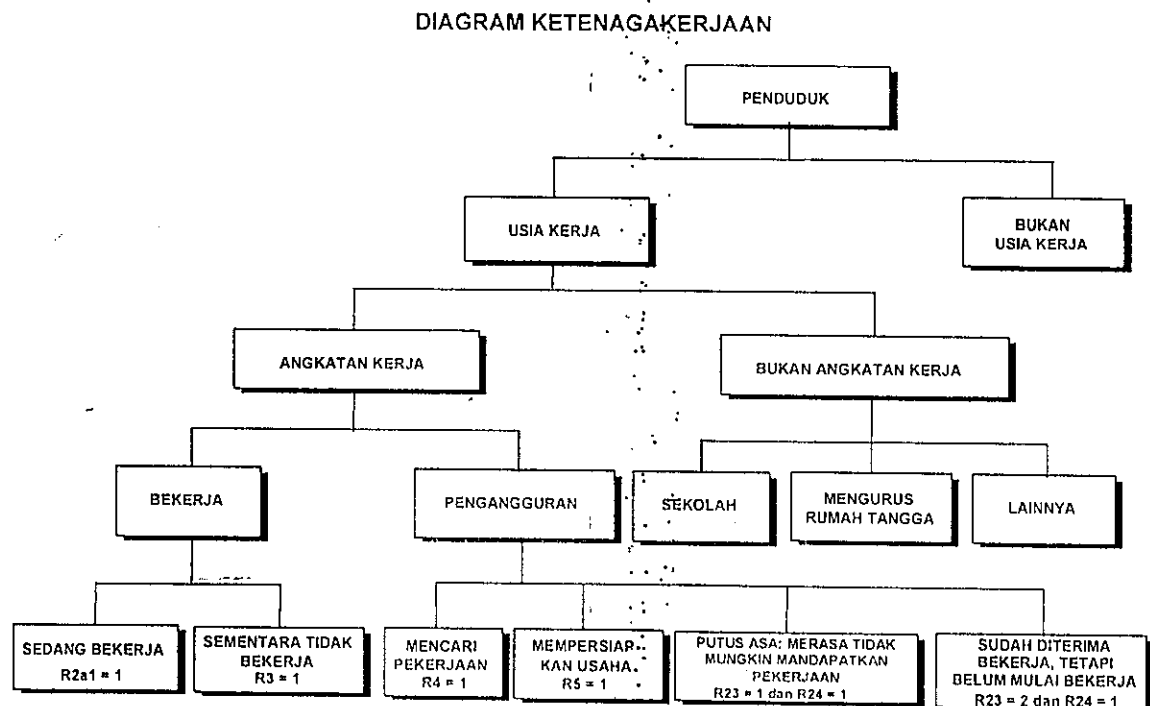 DIAGRAM KETENAGAKERJAAN
PENDUDUK
USIA KERJA
BUKAN
USIA KERJA
ANGKATAN KERJA
BUKAN ANGKATAN KERJA
BEKERJA
PENGANGGURAN
SEKOLAH
MENGURUS
RUMAH TANGGA
LAINNYA
SEDANG BEKERJA
R2a1 = 1
SEMENTARA TIDAK
BEKERJA
R3 = 1
MENCARI
PEKERJAAN
R4 = 1
MEMPERSIAR-
KAN USAHA
R5 = 1
PUTUS ASA: MERASA TIDAK
MUNGKIN MANDAPATKAN
PEKERJAAN
R23 = 1 dan R24 = 1
SUDAH DITERIMA
BEKERJA, TETAPI
BELUM MULAI BEKERJA
R23 = 2 dan R24 = 1